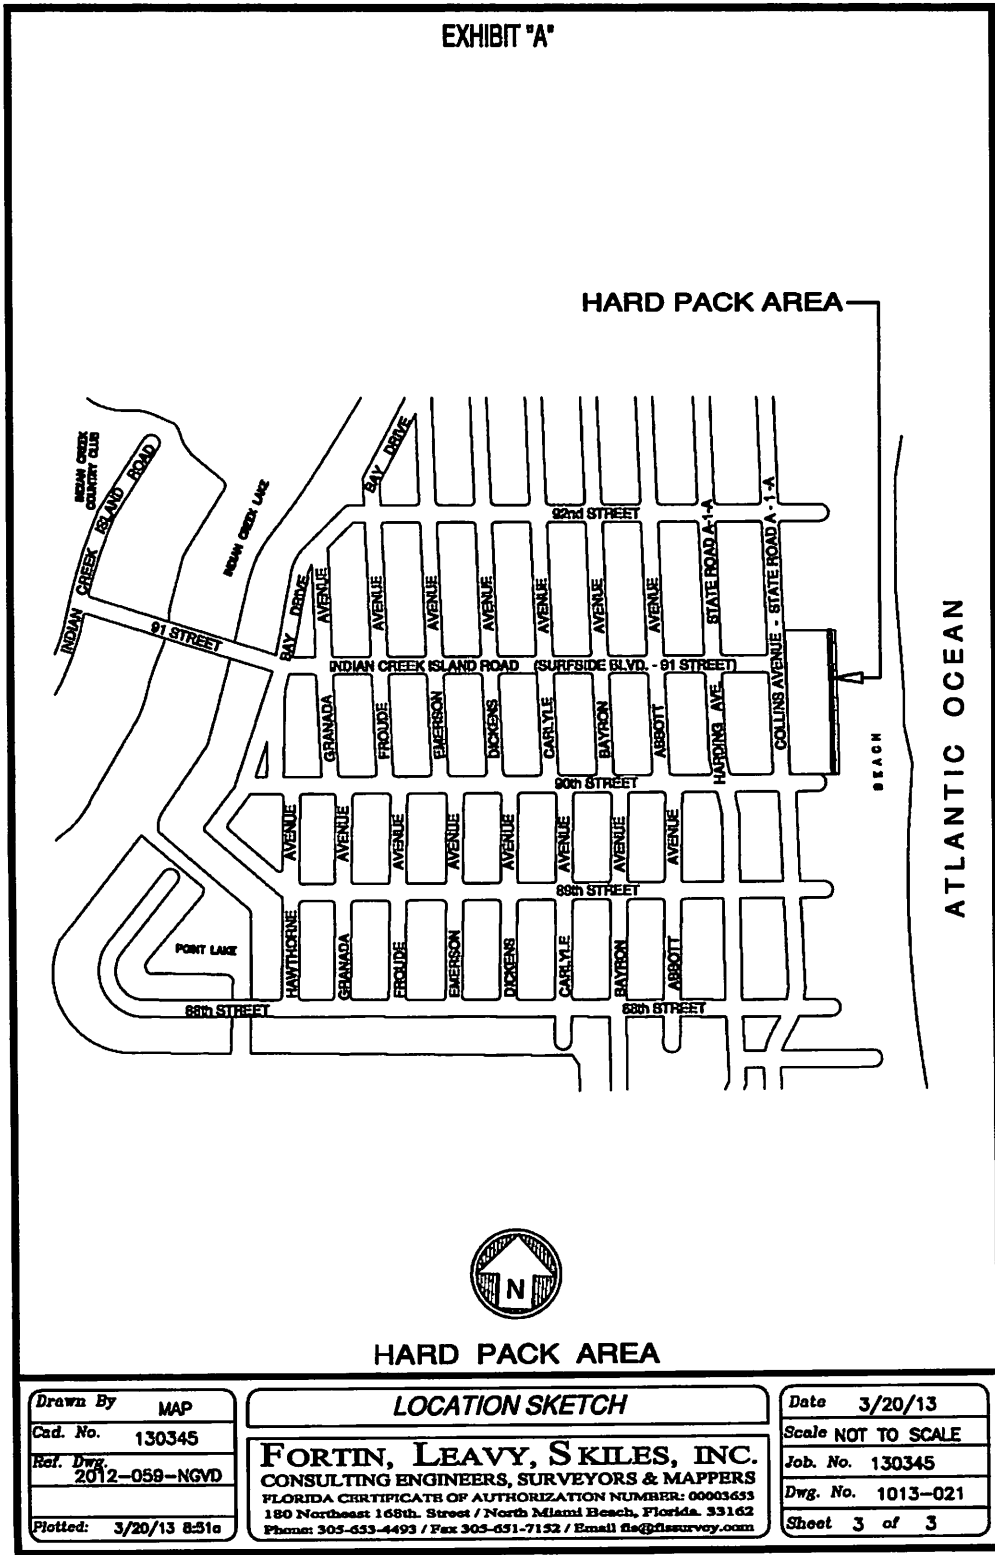 EXHIBIT "A"
HARD PACK AREA
INDIAN CREEK
COUNTRY CLUB
INDIAN CREEK ISLAND ROAD
INDIAN CREEK LAKE
BAY DRIVE
92nd STREET
STATE ROAD A-1-A
COLLINS AVENUE - STATE ROAD A-1-A
91 STREET
BAY DRIVE
AVENUE
AVENUE
AVENUE
AVENUE
AVENUE
AVENUE
AVENUE
INDIAN CREEK ISLAND ROAD (SURFSIDE BLVD. - 91 STREET)
GRANADA
FROUDE
EMERSON
DICKENS
CARLYLE
BAYRON
ABBOTT
HARDING AVE.
BEACH
ATLANTIC OCEAN
90th STREET
AVENUE
AVENUE
AVENUE
AVENUE
AVENUE
AVENUE
AVENUE
AVENUE
89th STREET
POINT LAKE
HAWTHORNE
GRANADA
FROUDE
EMERSON
DICKENS
CARLYLE
BAYRON
ABBOTT
88th STREET
88th STREET
N
HARD PACK AREA
Drawn By MAP
Cad. No. 130345
Ref. Dwg.
2012-059-NGVD
Plotted: 3/20/13 8:51a
LOCATION SKETCH
FORTIN, LEAVY, SKILES, INC.
CONSULTING ENGINEERS, SURVEYORS & MAPPERS
FLORIDA CERTIFICATE OF AUTHORIZATION NUMBER: 00003653
180 Northeast 168th. Street / North Miami Beach, Florida. 33162
Phone: 305-653-4493 / Fax 305-651-7152 / Email fls@flssurvey.com
Date 3/20/13
Scale NOT TO SCALE
Job. No. 130345
Dwg. No. 1013-021
Sheet 3 of 3